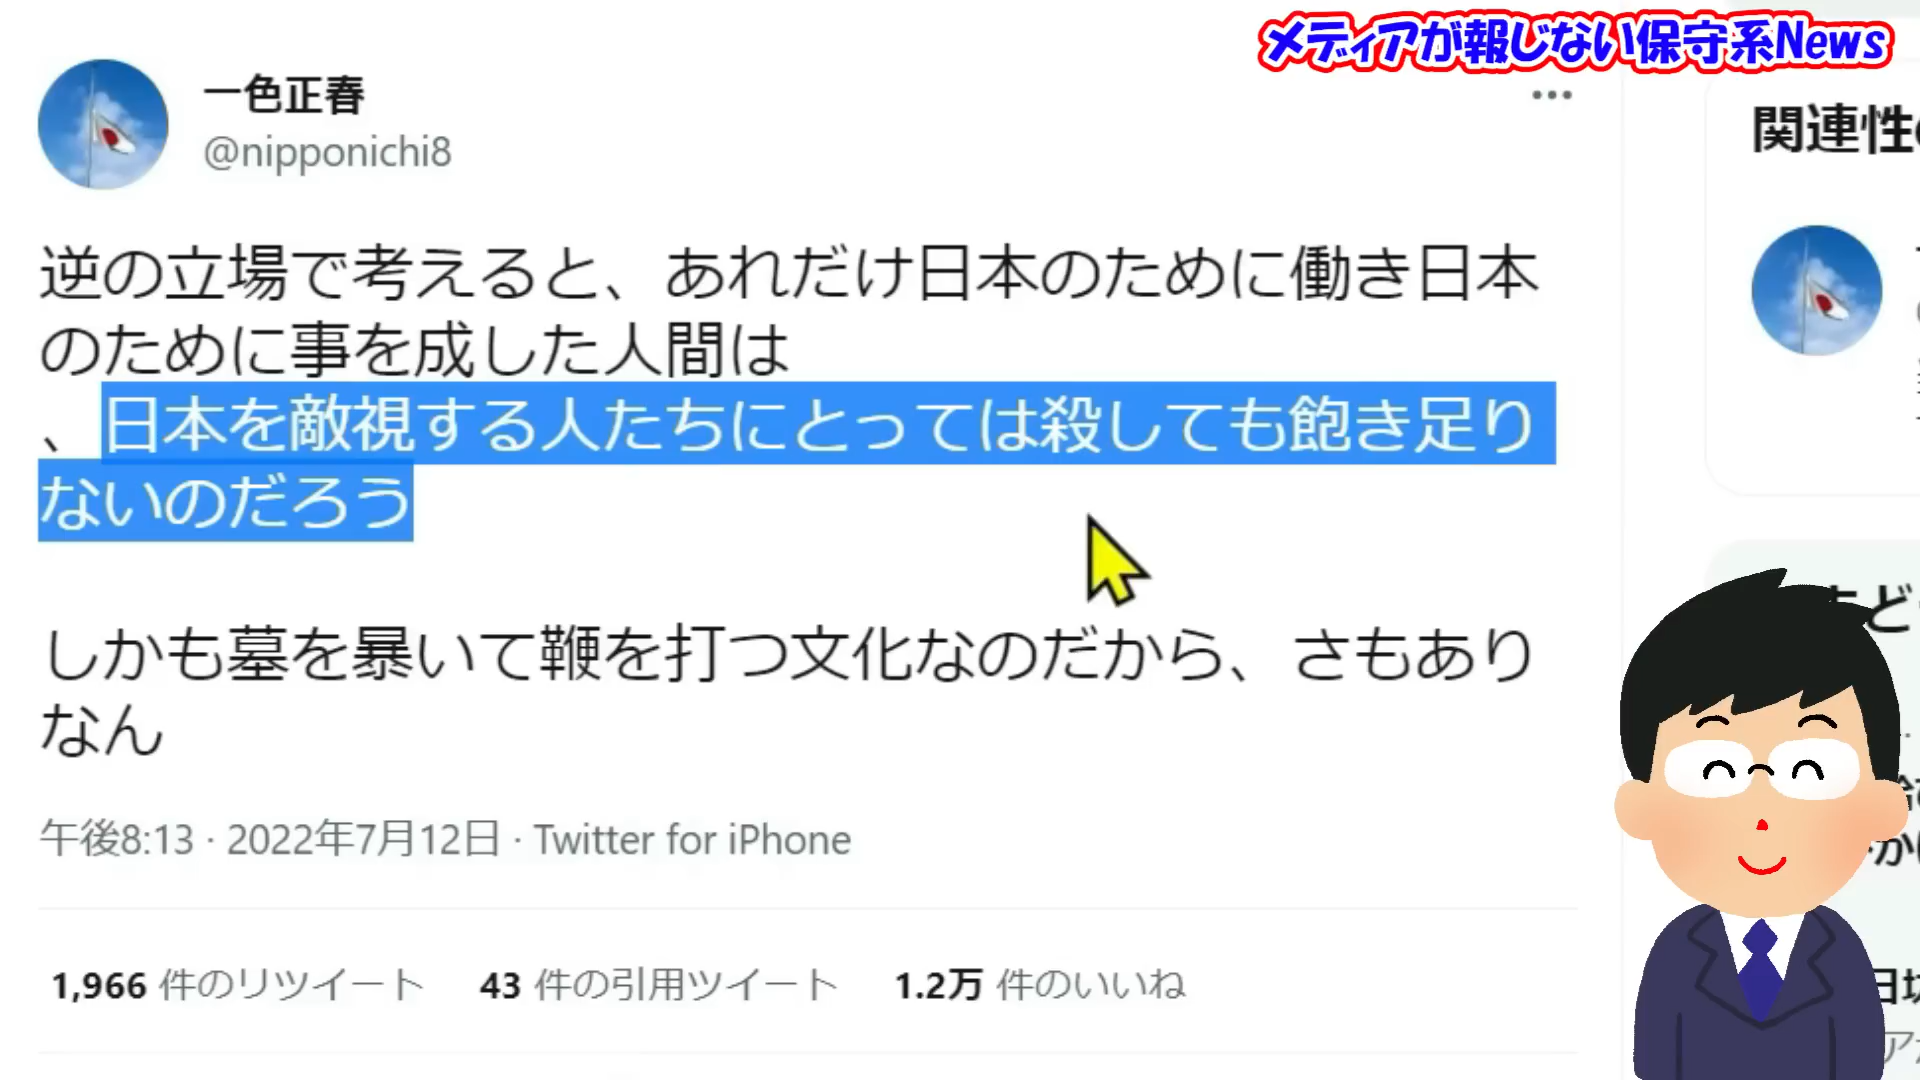 メディアが報じない保守系News
一色正春
@nipponichi8
逆の立場で考えると、あれだけ日本のために働き日本
のために事を成した人間は
、日本を敵視する人たちにとっては殺しても飽き足り
ないのだろう
しかも墓を暴いて鞭を打つ文化なのだから、さもあり
なん
午後8:13 · 2022年7月12日 · Twitter for iPhone
1,966 件のリツイート 43 件の引用ツイート 1.2万 件のいいね
関連性